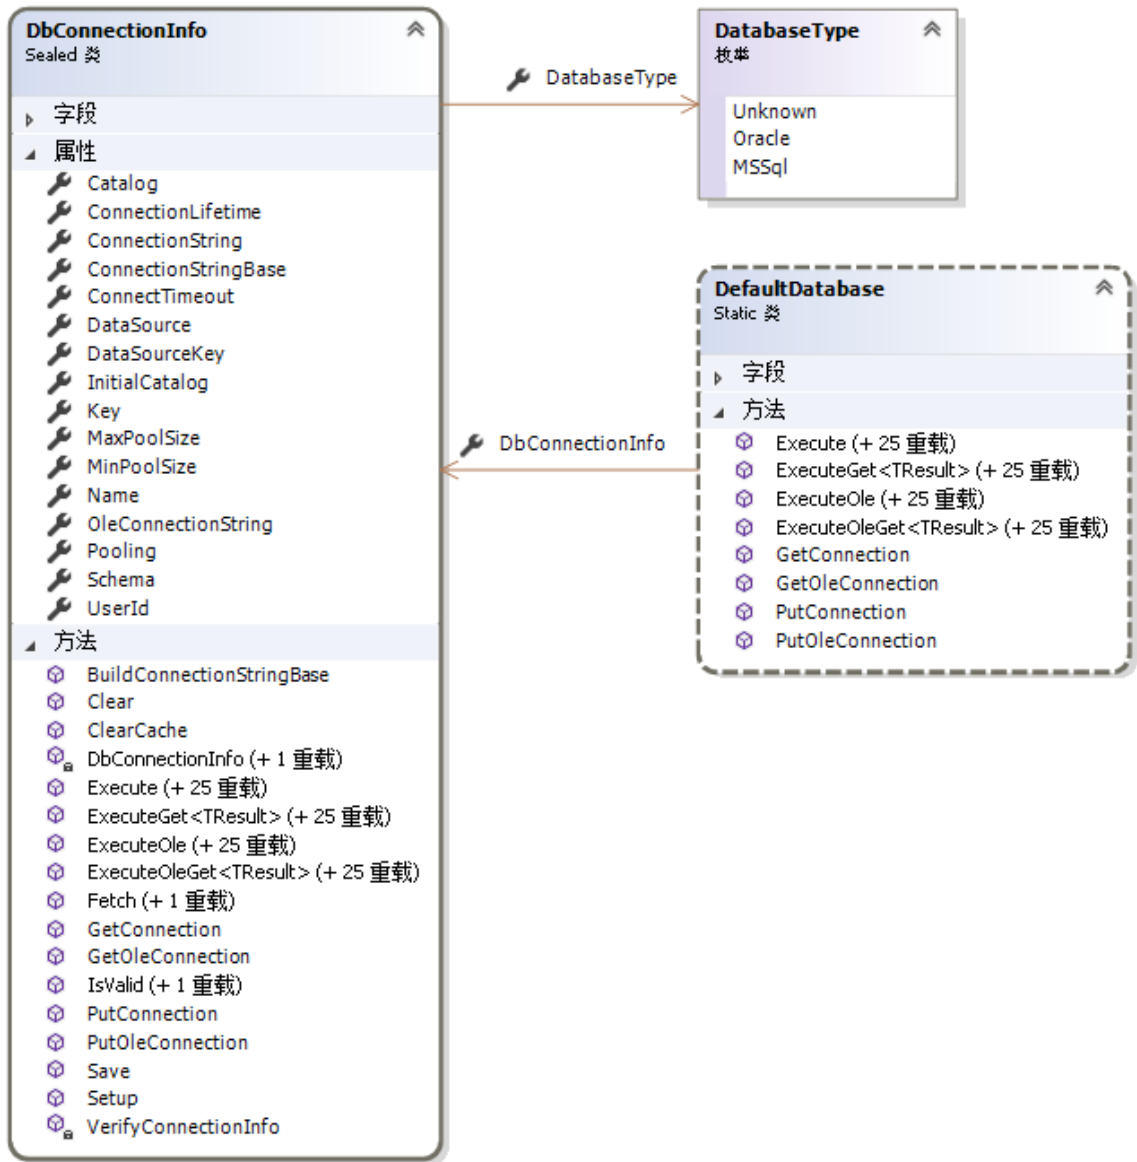 DbConnectionInfo
Sealed 类
字段
属性
Catalog
ConnectionLifetime
ConnectionString
ConnectionStringBase
ConnectTimeout
DataSource
DataSourceKey
InitialCatalog
Key
MaxPoolSize
MinPoolSize
Name
OleConnectionString
Pooling
Schema
UserId
方法
BuildConnectionStringBase
Clear
ClearCache
DbConnectionInfo (+ 1 重载)
Execute (+ 25 重载)
ExecuteGet<TResult> (+ 25 重载)
ExecuteOle (+ 25 重载)
ExecuteOleGet<TResult> (+ 25 重载)
Fetch (+ 1 重载)
GetConnection
GetOleConnection
IsValid (+ 1 重载)
PutConnection
PutOleConnection
Save
Setup
VerifyConnectionInfo
DatabaseType
DatabaseType
枚举
Unknown
Oracle
MSSql
DbConnectionInfo
DefaultDatabase
Static 类
字段
方法
Execute (+ 25 重载)
ExecuteGet<TResult> (+ 25 重载)
ExecuteOle (+ 25 重载)
ExecuteOleGet<TResult> (+ 25 重载)
GetConnection
GetOleConnection
PutConnection
PutOleConnection